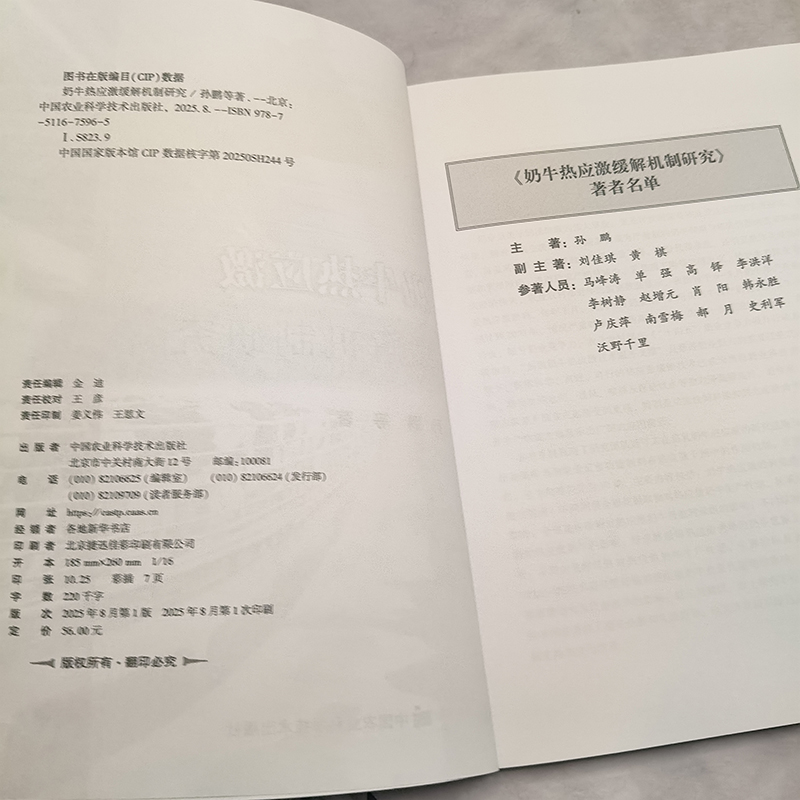 图书在版编目(CIP)数据
奶牛热应激缓解机制研究 / 孙鹏等著. --北京:
中国农业科学技术出版社, 2025.8. --ISBN 978-7
-5116-7596-5
Ⅰ. S823.9
中国国家版本馆 CIP 数据核字第 20250SH244 号
责任编辑 金迪
责任校对 王彦
责任印制 姜义伟 王思文
出版者 中国农业科学技术出版社
北京市中关村南大街 12 号 邮编:100081
电话 (010) 82106625 (编辑室) (010) 82106624 (发行部)
(010) 82109709 (读者服务部)
网址 https://castp.caas.cn
经销者 各地新华书店
印刷者 北京捷迅佳彩印刷有限公司
开本 185 mm×260 mm 1/16
印张 10.25 彩插 7页
字数 220 千字
版次 2025 年 8 月第 1 版 2025 年 8 月第 1 次印刷
定价 56.00 元
版权所有·翻印必究
《奶牛热应激缓解机制研究》
著者名单
主著:孙鹏
副主著:刘佳琪 黄棋
参著人员:马峰涛 单强 高铎 李洪洋
李树静 赵增元 肖阳 韩永胜
卢庆萍 南雪梅 郝月 史利军
沃野千里